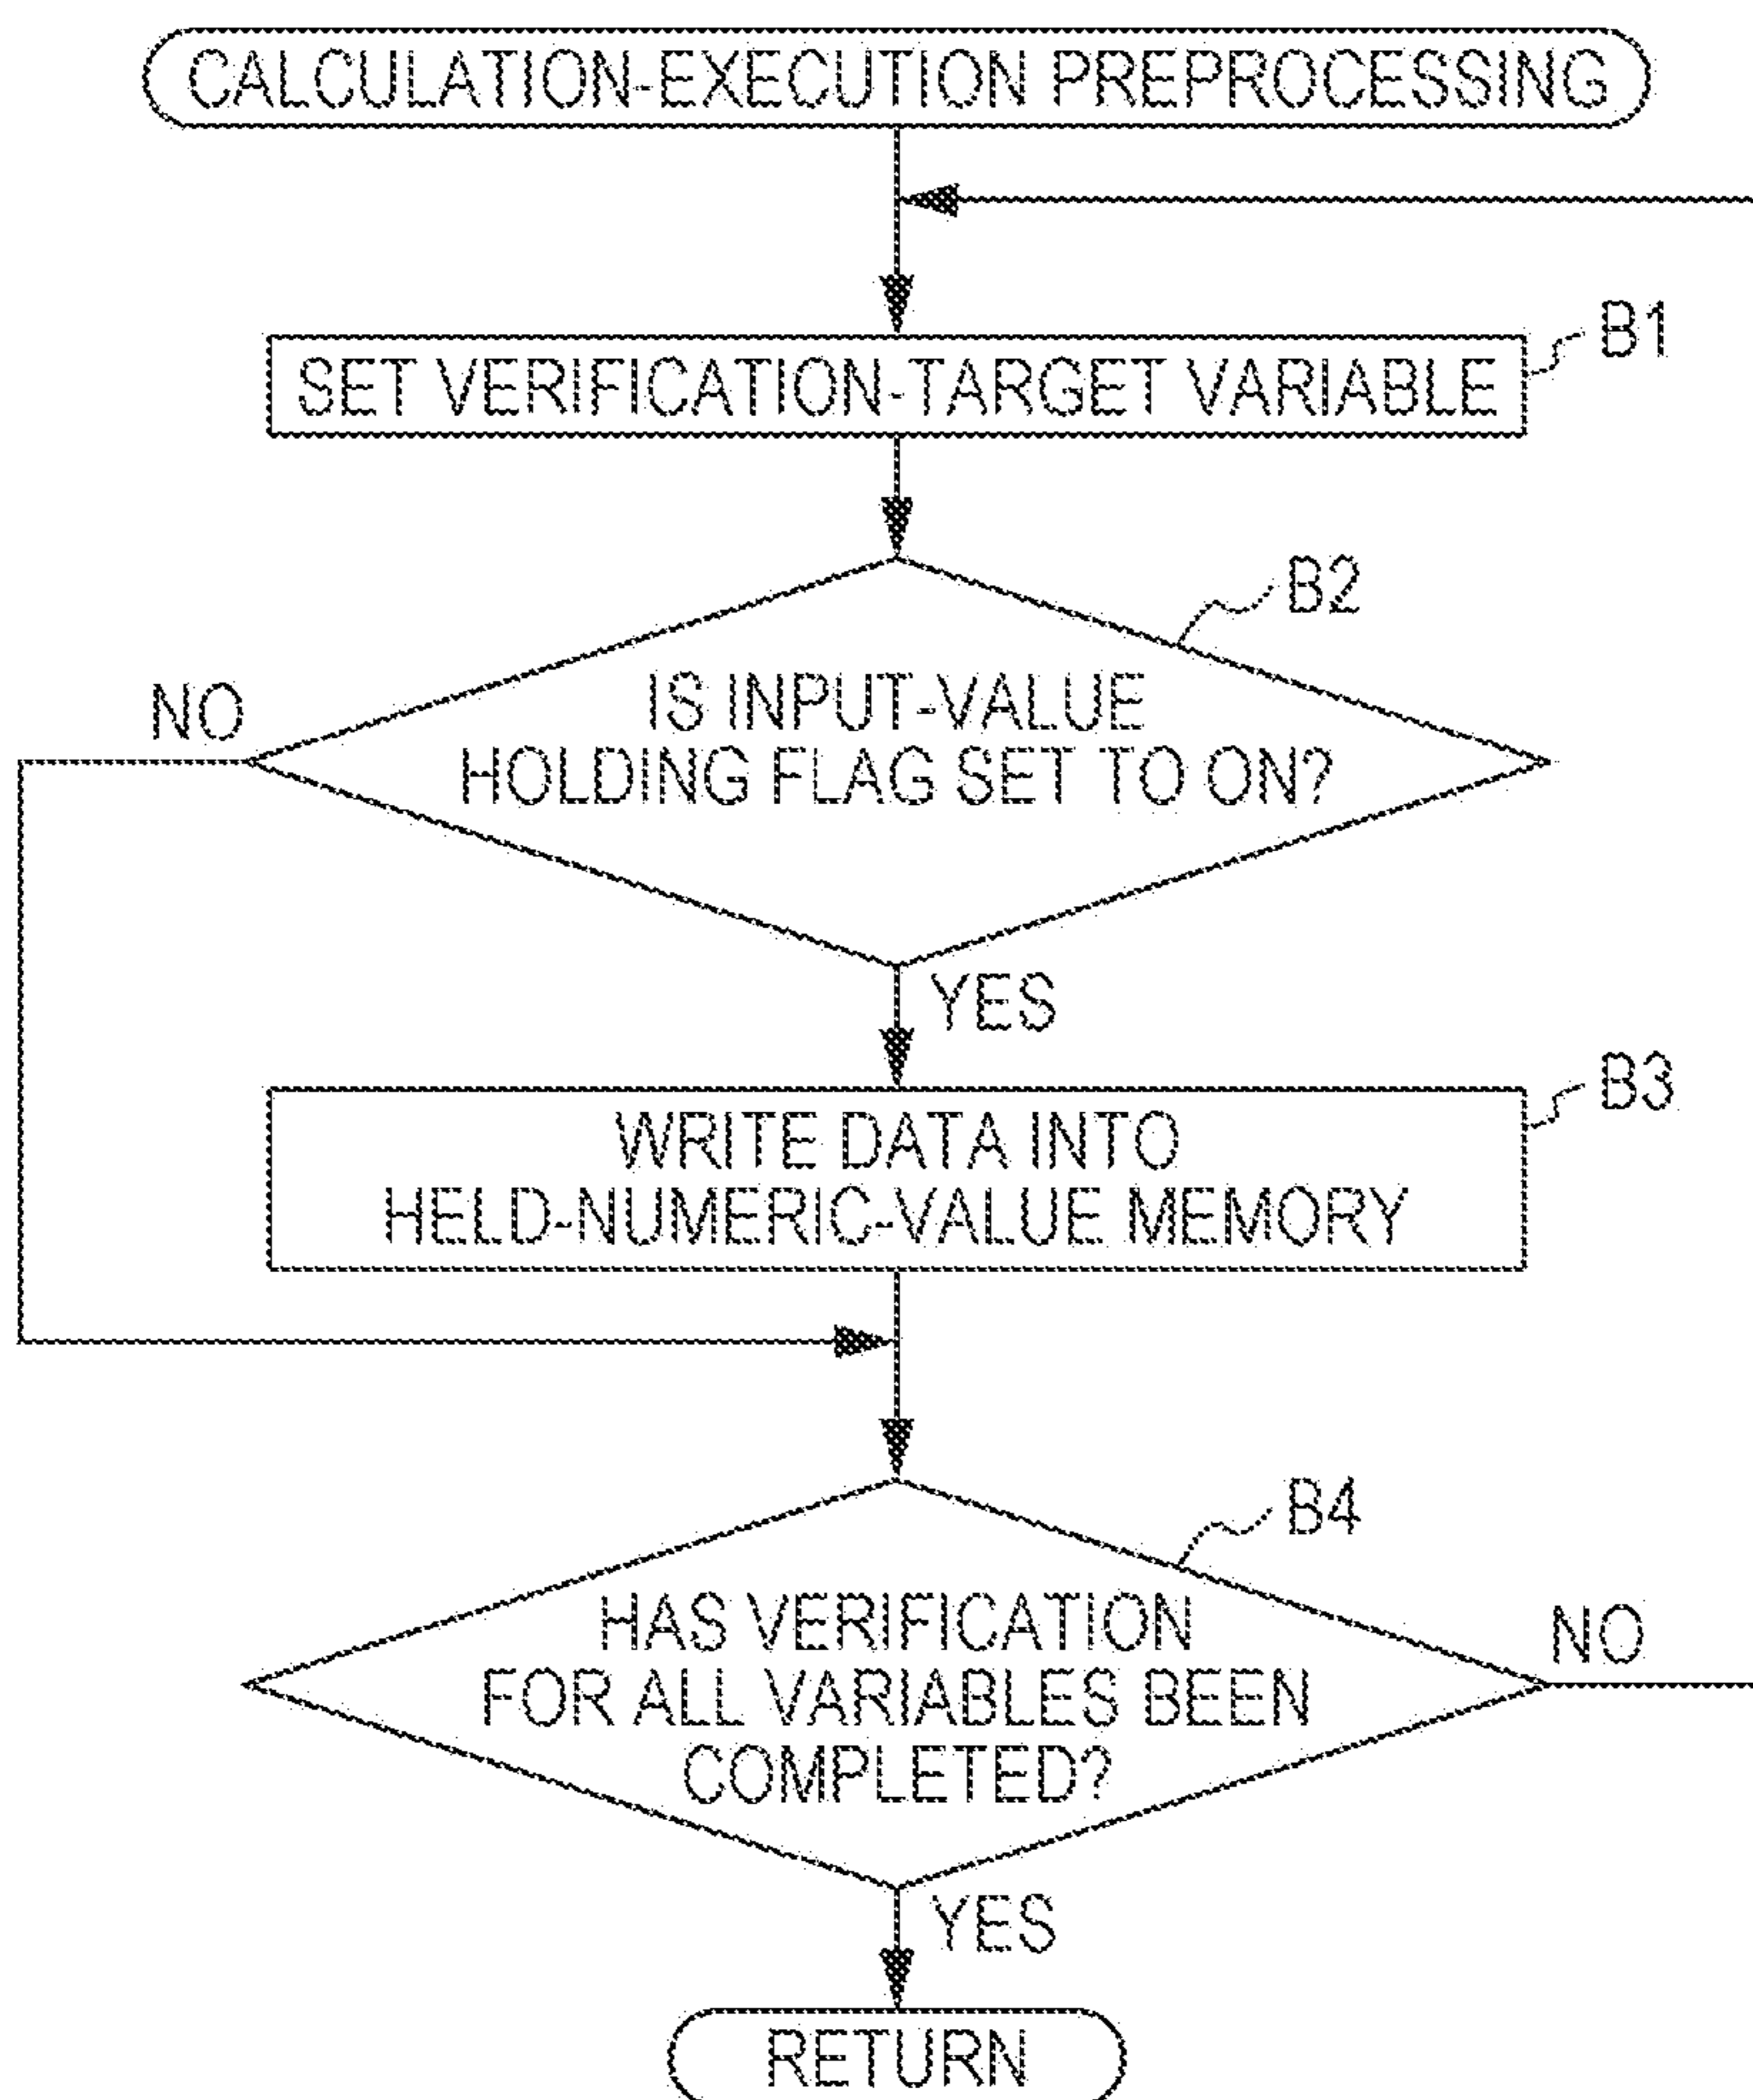 CALCULATION-EXECUTION PREPROCESSING
B1
SET VERIFICATION-TARGET VARIABLE
B2
NO
IS INPUT-VALUE
HOLDING FLAG SET TO ON?
YES
B3
WRITE DATA INTO
HELD-NUMERIC-VALUE MEMORY
B4
HAS VERIFICATION
FOR ALL VARIABLES BEEN
COMPLETED?
NO
YES
RETURN